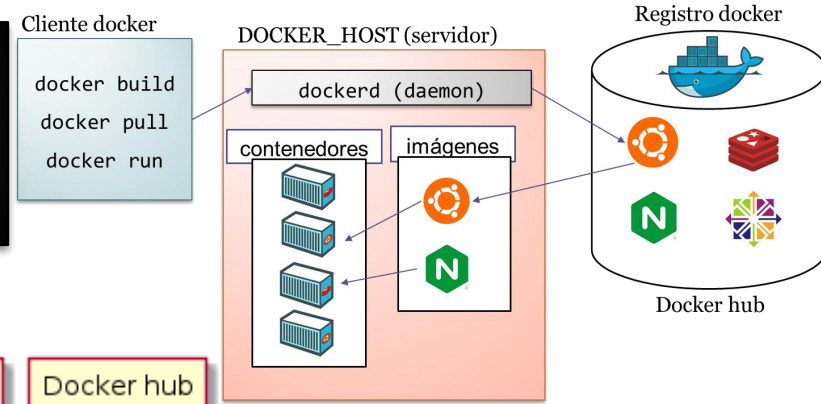 Cliente docker
docker build
docker pull
docker run
DOCKER_HOST (servidor)
dockerd (daemon)
contenedores
imágenes
N
Registro docker
N
Docker hub
Docker hub